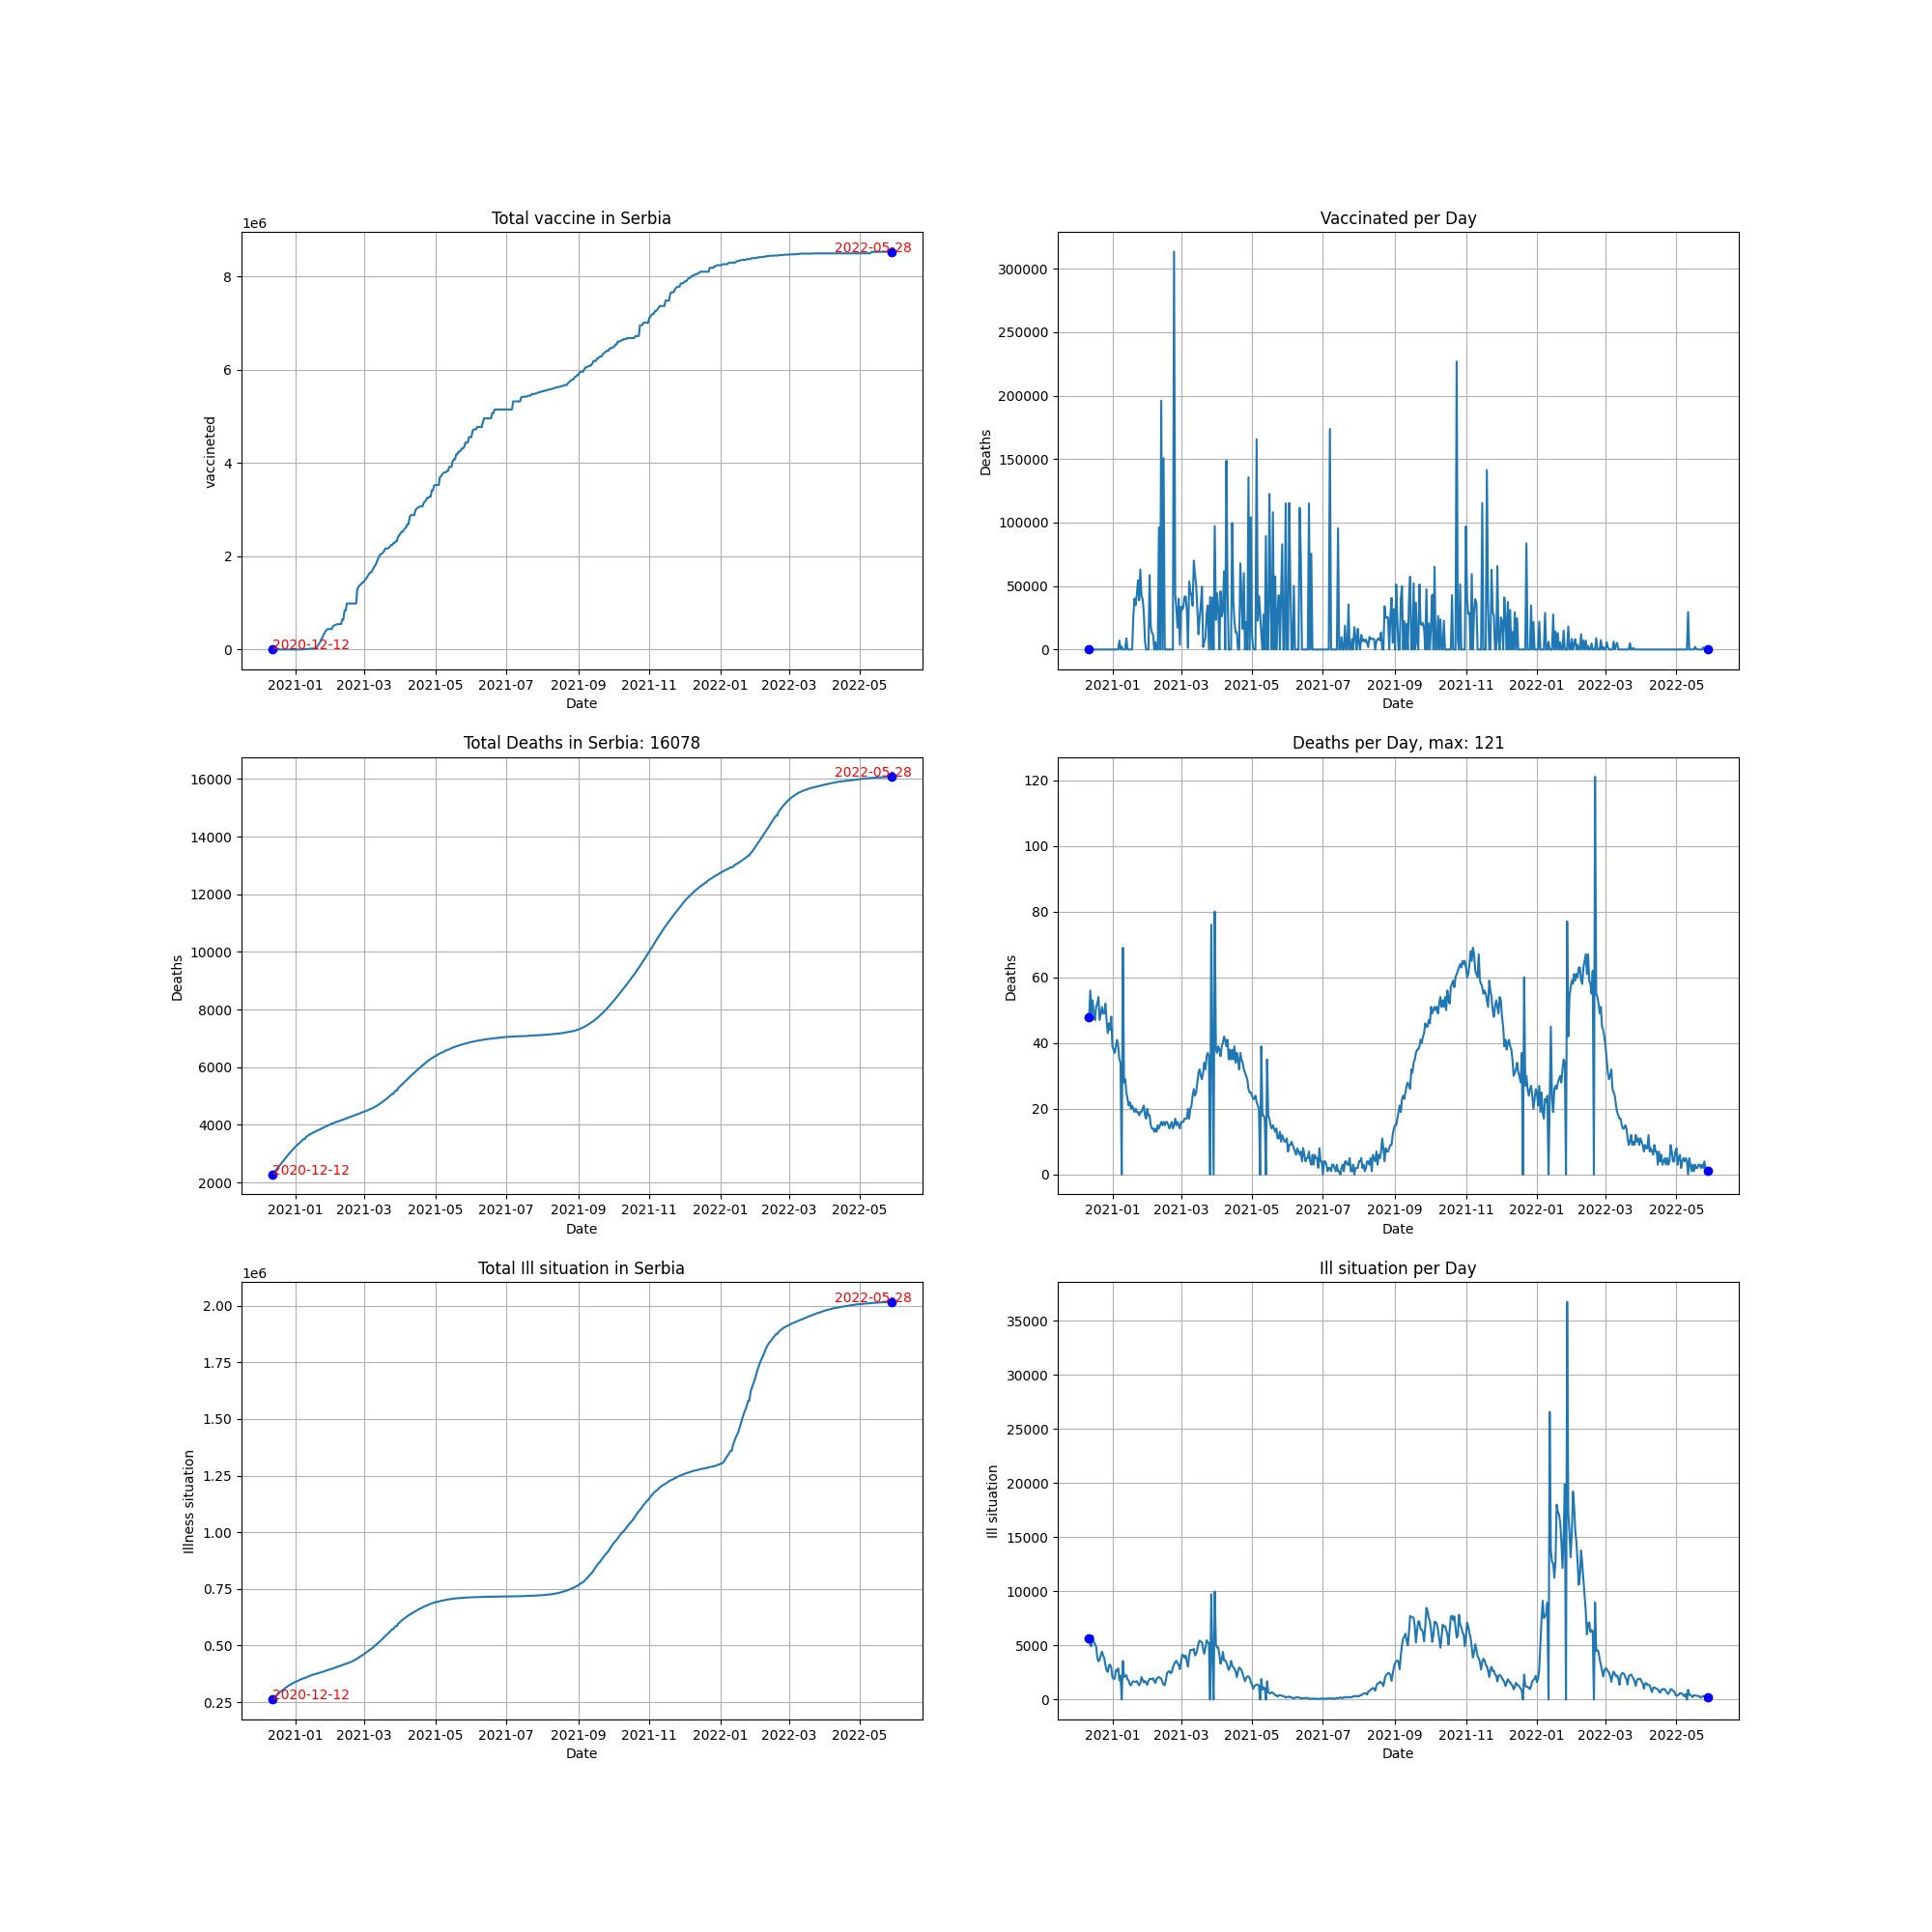 Total vaccine in Serbia
1e6
vaccineted
8
6
4
2
0
2020-12-12
2022-05-28
2021-01 2021-03 2021-05 2021-07 2021-09 2021-11 2022-01 2022-03 2022-05
Date
Vaccinated per Day
Deaths
300000
250000
200000
150000
100000
50000
0
2021-01 2021-03 2021-05 2021-07 2021-09 2021-11 2022-01 2022-03 2022-05
Date
Total Deaths in Serbia: 16078
Deaths
16000
14000
12000
10000
8000
6000
4000
2000
2020-12-12
2022-05-28
2021-01 2021-03 2021-05 2021-07 2021-09 2021-11 2022-01 2022-03 2022-05
Date
Deaths per Day, max: 121
Deaths
120
100
80
60
40
20
0
2021-01 2021-03 2021-05 2021-07 2021-09 2021-11 2022-01 2022-03 2022-05
Date
Total Ill situation in Serbia
1e6
Illness situation
2.00
1.75
1.50
1.25
1.00
0.75
0.50
0.25
2020-12-12
2022-05-28
2021-01 2021-03 2021-05 2021-07 2021-09 2021-11 2022-01 2022-03 2022-05
Date
Ill situation per Day
Ill situation
35000
30000
25000
20000
15000
10000
5000
0
2021-01 2021-03 2021-05 2021-07 2021-09 2021-11 2022-01 2022-03 2022-05
Date